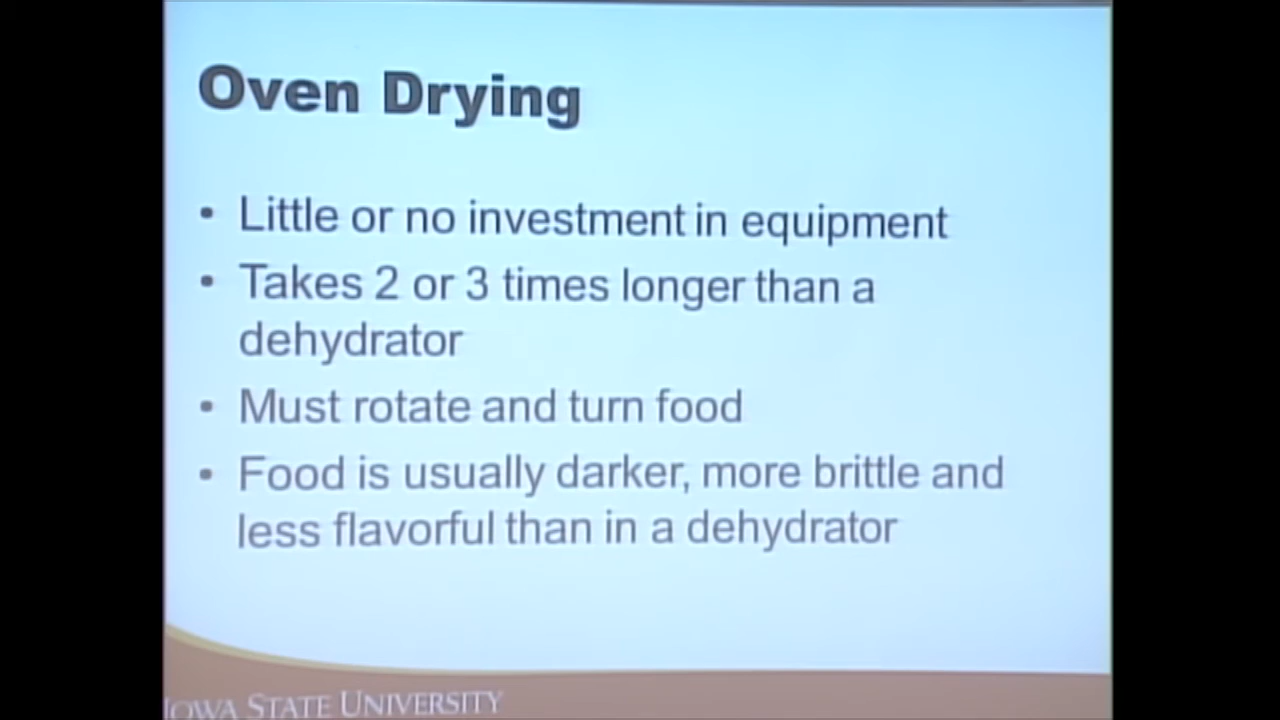 Oven Drying
• Little or no investment in equipment
• Takes 2 or 3 times longer than a
dehydrator
• Must rotate and turn food
• Food is usually darker, more brittle and
less flavorful than in a dehydrator
IOWA STATE UNIVERSITY